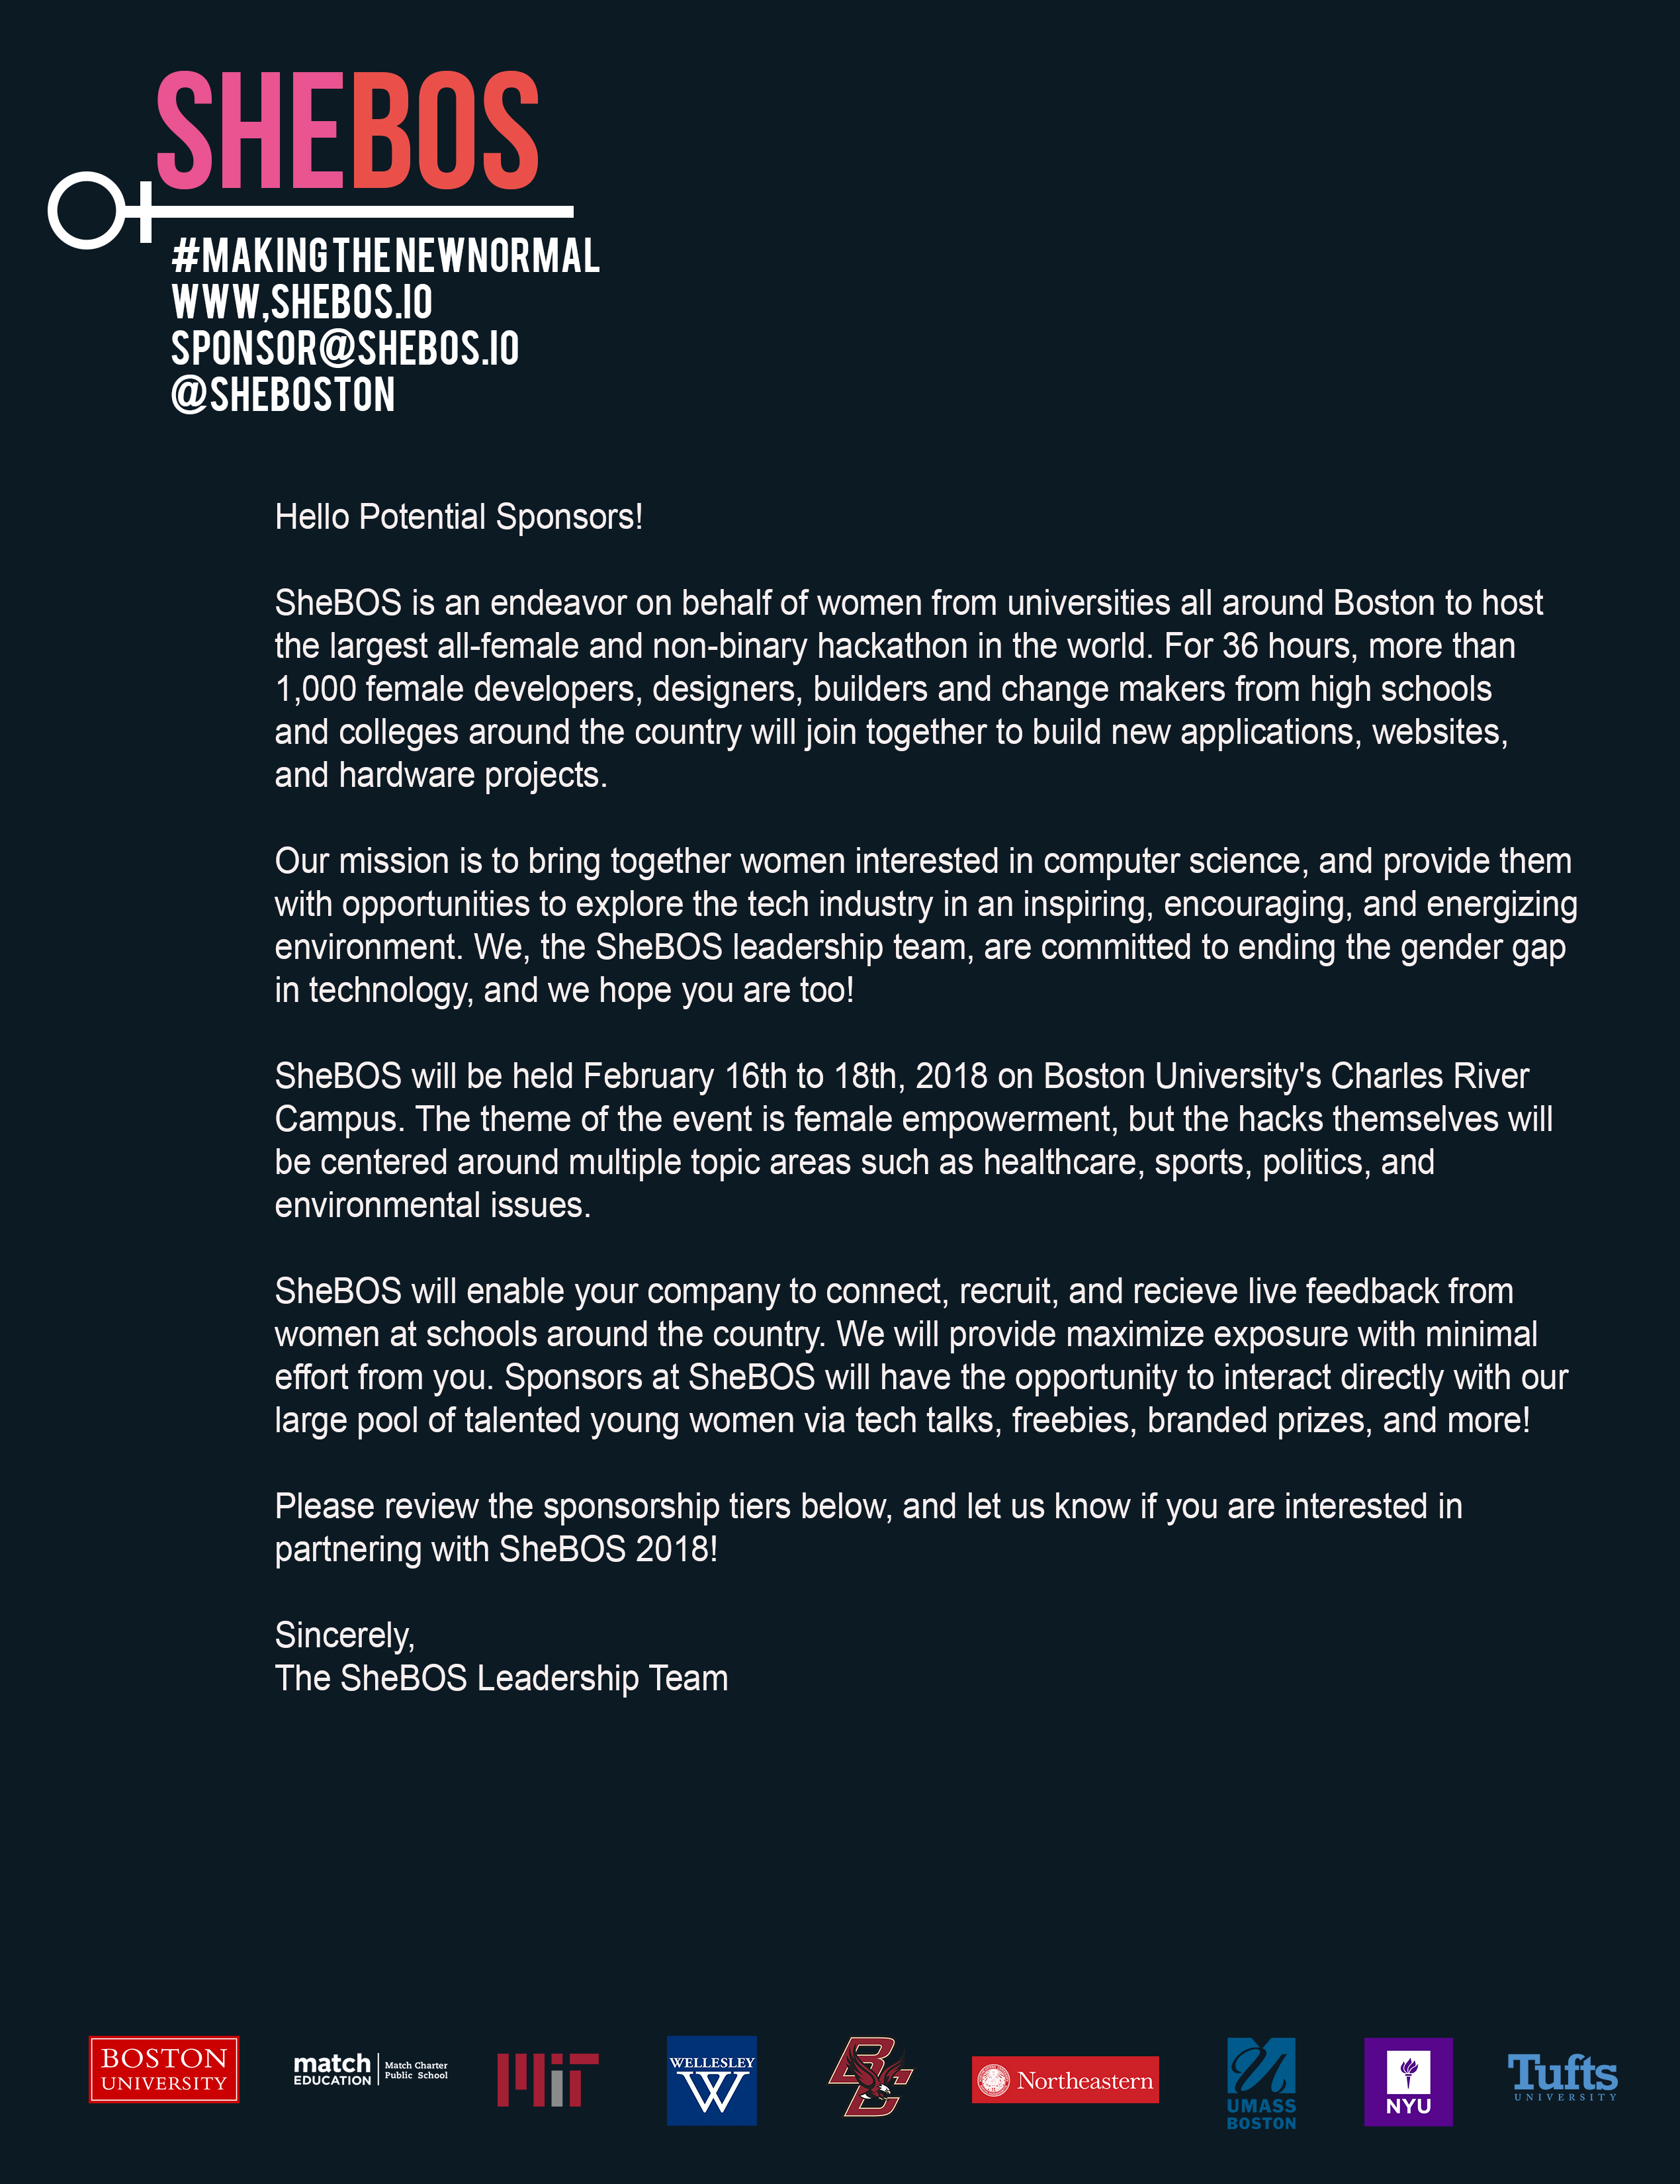 SHEBOS
#MAKINGTHENEWNORMAL
WWW,SHEBOS.IO
SPONSOR@SHEBOS.IO
@SHEBOSTON
Hello Potential Sponsors!
SheBOS is an endeavor on behalf of women from universities all around Boston to host
the largest all-female and non-binary hackathon in the world. For 36 hours, more than
1,000 female developers, designers, builders and change makers from high schools
and colleges around the country will join together to build new applications, websites,
and hardware projects.
Our mission is to bring together women interested in computer science, and provide them
with opportunities to explore the tech industry in an inspiring, encouraging, and energizing
environment. We, the SheBOS leadership team, are committed to ending the gender gap
in technology, and we hope you are too!
SheBOS will be held February 16th to 18th, 2018 on Boston University's Charles River
Campus. The theme of the event is female empowerment, but the hacks themselves will
be centered around multiple topic areas such as healthcare, sports, politics, and
environmental issues.
SheBOS will enable your company to connect, recruit, and recieve live feedback from
women at schools around the country. We will provide maximize exposure with minimal
effort from you. Sponsors at SheBOS will have the opportunity to interact directly with our
large pool of talented young women via tech talks, freebies, branded prizes, and more!
Please review the sponsorship tiers below, and let us know if you are interested in
partnering with SheBOS 2018!
Sincerely,
The SheBOS Leadership Team
BOSTON
UNIVERSITY
match
EDUCATION
Match Charter
Public School
MIT
WELLESLEY
W
BC
Northeastern
UMASS
BOSTON
NYU
Tufts
UNIVERSITY